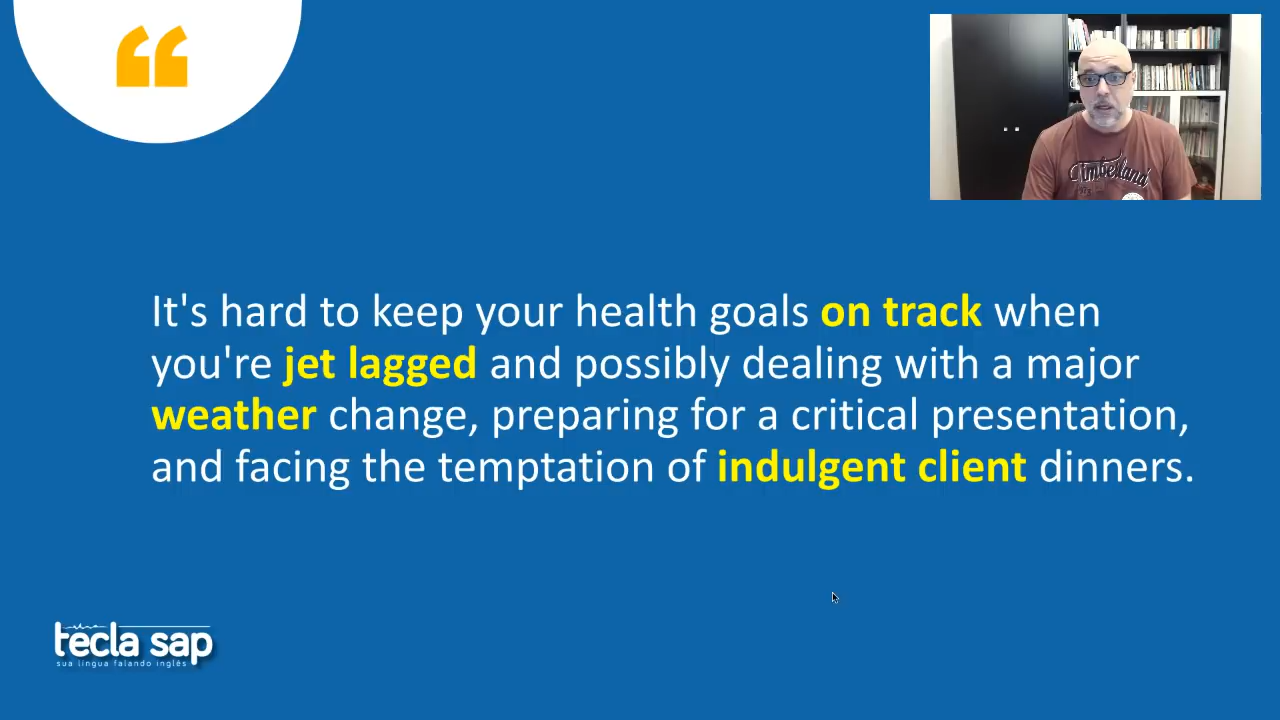 Timberland
It's hard to keep your health goals on track when
you're jet lagged and possibly dealing with a major
weather change, preparing for a critical presentation,
and facing the temptation of indulgent client dinners.
tecla sap
sua língua falando inglês